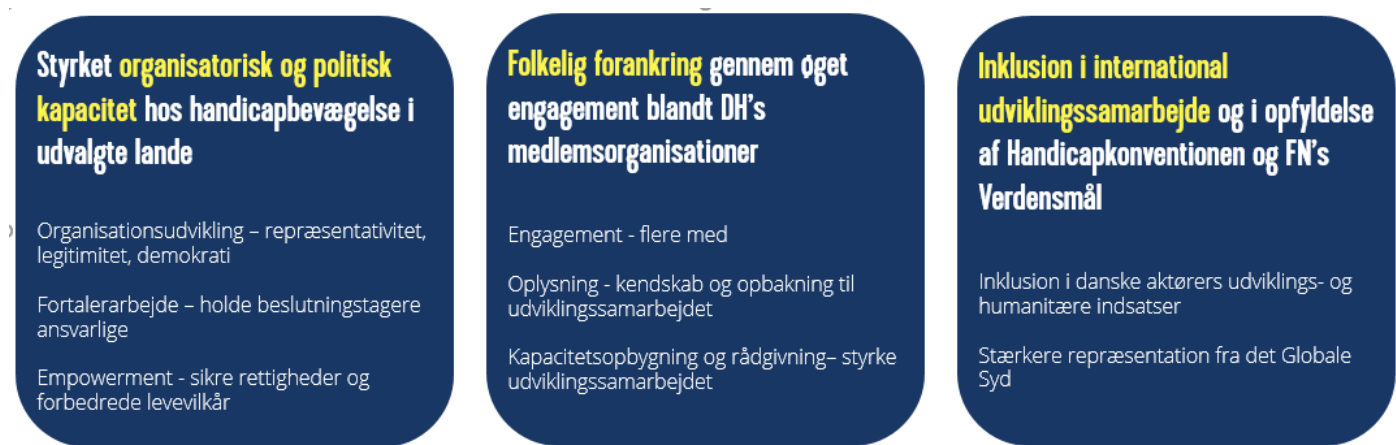 Styrket organisatorisk og politisk
kapacitet hos handicapbevægelse i
udvalgte lande
Organisationsudvikling – repræsentativitet,
legitimitet, demokrati
Fortalerarbejde – holde beslutningstagere
ansvarlige
Empowerment - sikre rettigheder og
forbedrede levevilkår
Folkelig forankring gennem øget
engagement blandt DH's
medlemsorganisationer
Engagement - flere med
Oplysning - kendskab og opbakning til
udviklingssamarbejdet
Kapacitetsopbygning og rådgivning– styrke
udviklingssamarbejdet
Inklusion i international
udviklingssamarbejde og i opfyldelse
af Handicapkonventionen og FN's
Verdensmål
Inklusion i danske aktørers udviklings- og
humanitære indsatser
Stærkere repræsentation fra det Globale
Syd